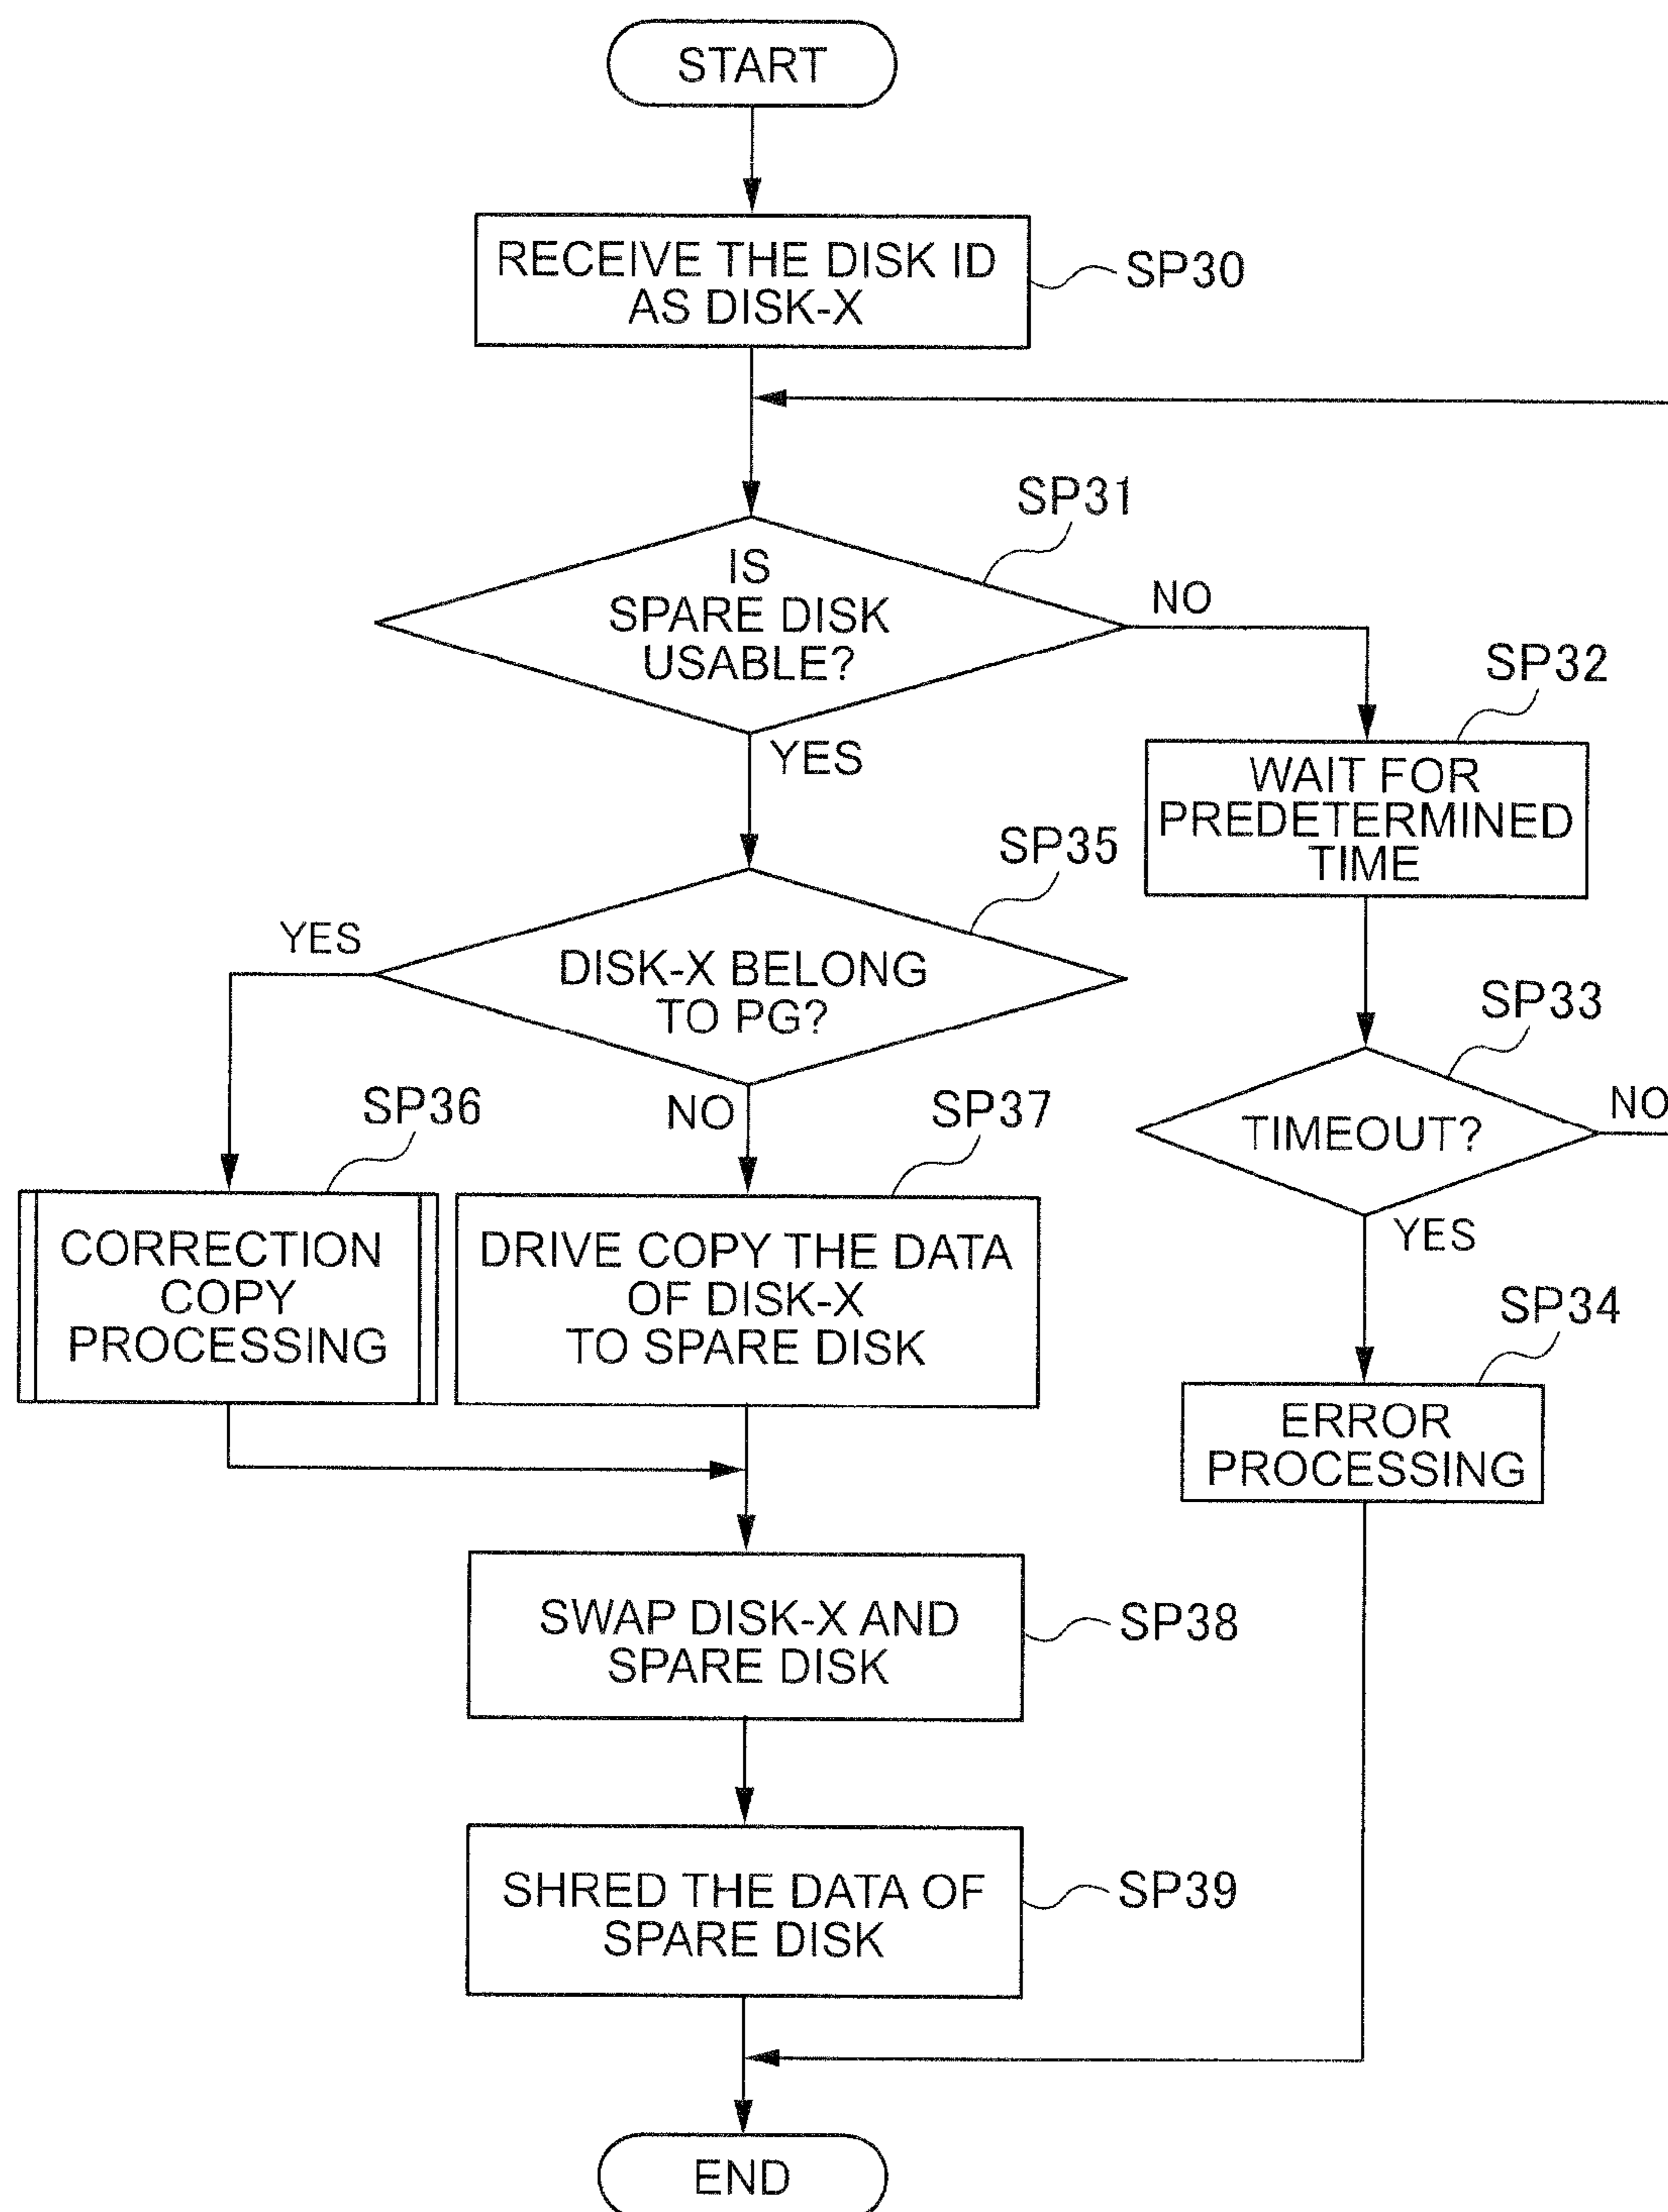 START
RECEIVE THE DISK ID
AS DISK-X
SP30
SP31
IS
SPARE DISK
USABLE?
NO
YES
SP32
WAIT FOR
PREDETERMINED
TIME
SP35
YES
DISK-X BELONG
TO PG?
NO
SP33
TIMEOUT?
NO
YES
SP36
CORRECTION
COPY
PROCESSING
SP37
DRIVE COPY THE DATA
OF DISK-X
TO SPARE DISK
SP34
ERROR
PROCESSING
SWAP DISK-X AND
SPARE DISK
SP38
SHRED THE DATA OF
SPARE DISK
SP39
END